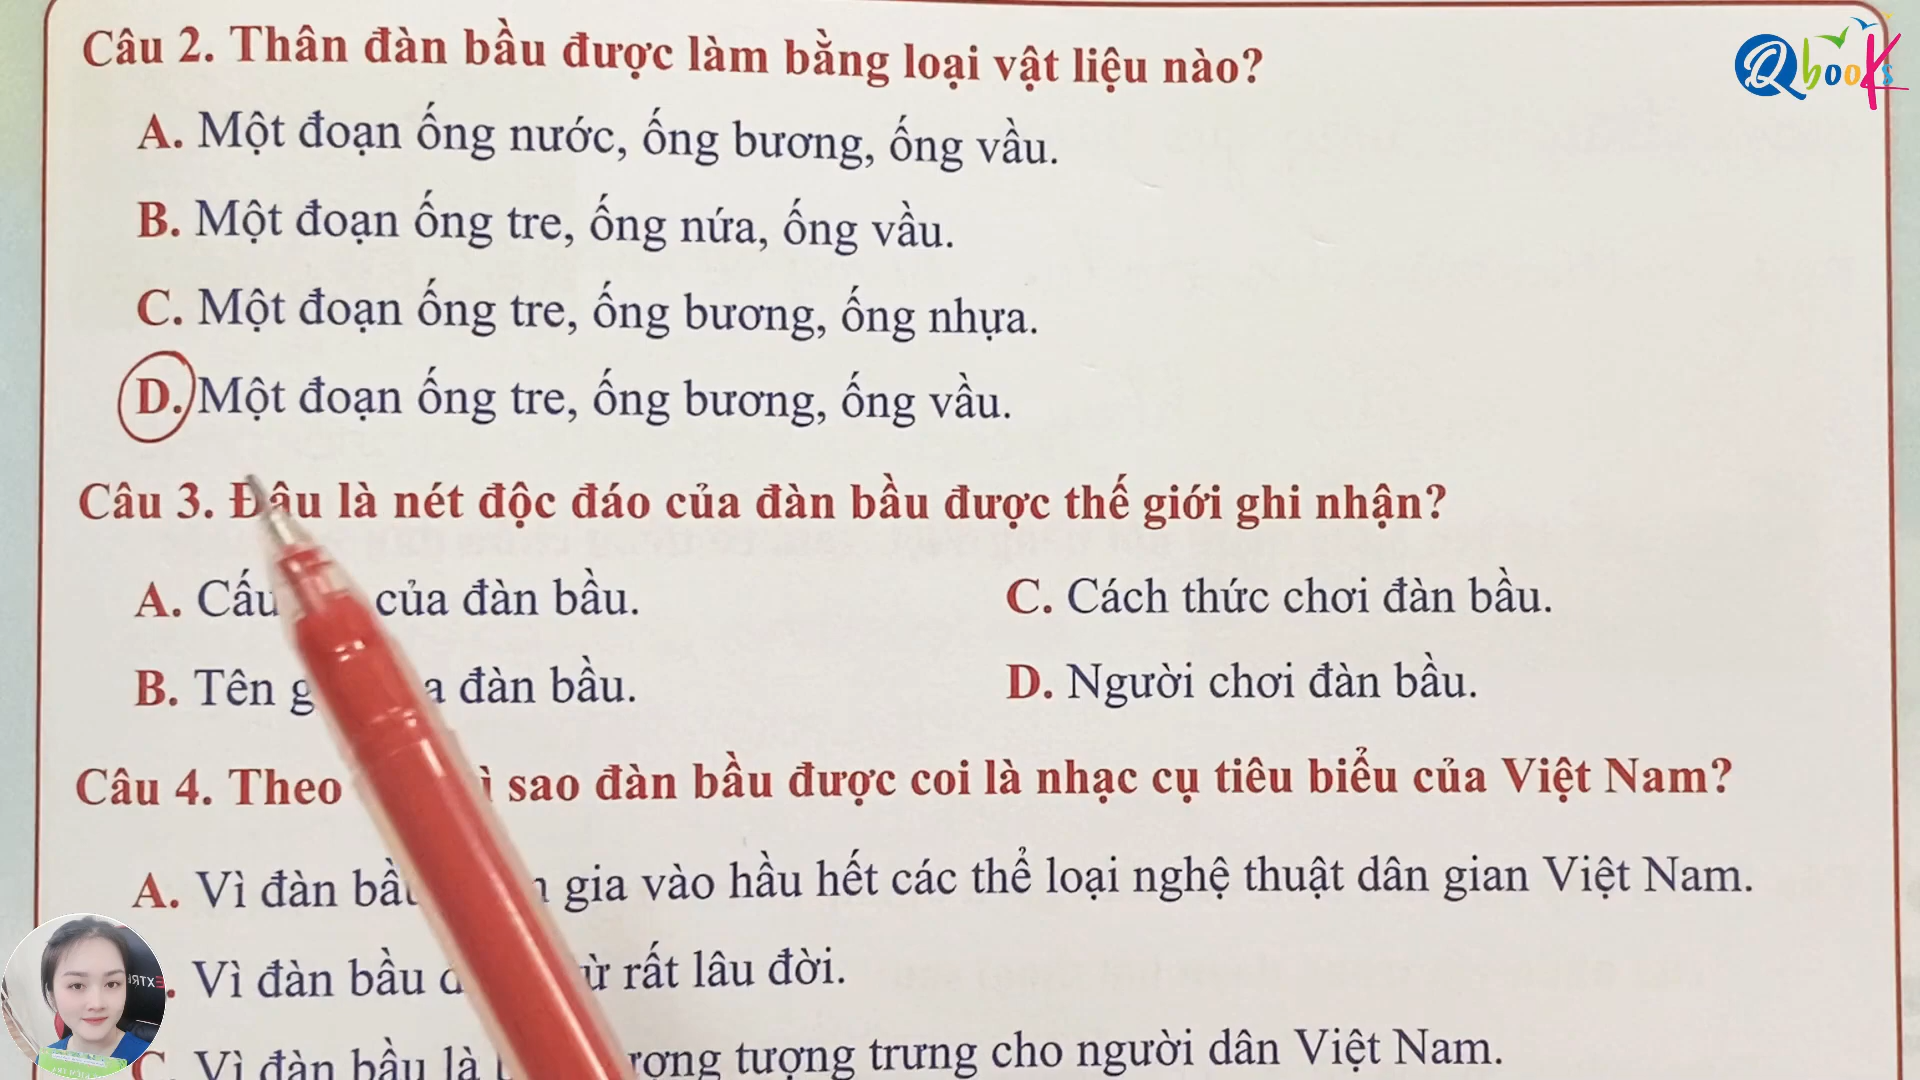 Qbooks
Câu 2. Thân đàn bầu được làm bằng loại vật liệu nào?
A. Một đoạn ống nước, ống bương, ống vầu.
B. Một đoạn ống tre, ống nứa, ống vầu.
C. Một đoạn ống tre, ống bương, ống nhựa.
D. Một đoạn ống tre, ống bương, ống vầu.
Câu 3. Đâu là nét độc đáo của đàn bầu được thế giới ghi nhận?
A. Cấu của đàn bầu.
B. Tên đàn bầu.
C. Cách thức chơi đàn bầu.
D. Người chơi đàn bầu.
Câu 4. Theo sao đàn bầu được coi là nhạc cụ tiêu biểu của Việt Nam?
A. Vì đàn gia vào hầu hết các thể loại nghệ thuật dân gian Việt Nam.
Vì đàn bầu rất lâu đời.
C. Vì đàn bầu là tượng trưng cho người dân Việt Nam.